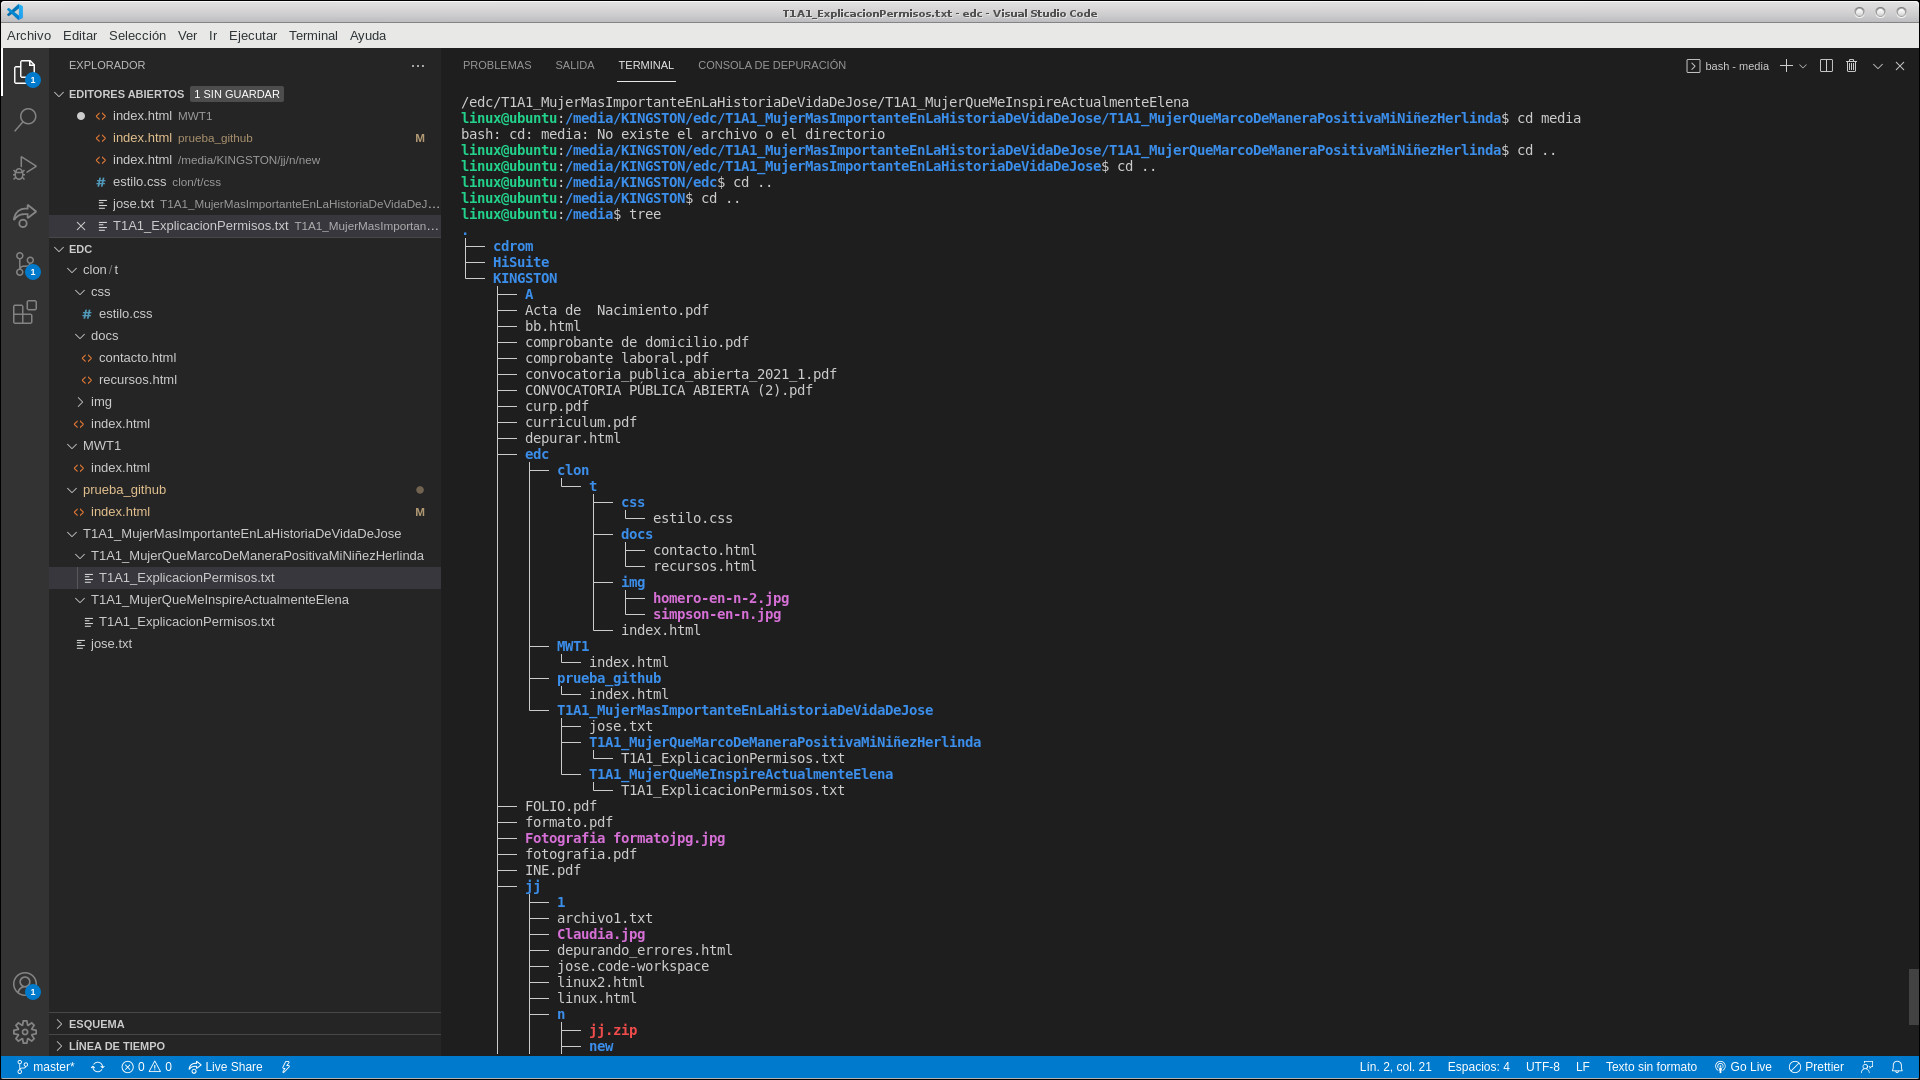 T1A1_ExplicacionPermisos.txt - edc - Visual Studio Code
Archivo Editar Selección Ver Ir Ejecutar Terminal Ayuda
EXPLORADOR
EDITORES ABIERTOS 1 SIN GUARDAR
index.html MWT1
index.html prueba_github M
index.html /media/KINGSTON/jj/n/new
# estilo.css clon/t/css
jose.txt T1A1_MujerMasImportanteEnLaHistoriaDeVidaDeJ...
T1A1_ExplicacionPermisos.txt T1A1_MujerMasImportan...
EDC
clon / t
css
# estilo.css
docs
contacto.html
recursos.html
img
index.html
MWT1
index.html
prueba_github
index.html M
T1A1_MujerMasImportanteEnLaHistoriaDeVidaDeJose
T1A1_MujerQueMarcoDeManeraPositivaMiNiñezHerlinda
T1A1_ExplicacionPermisos.txt
T1A1_MujerQueMeInspireActualmenteElena
T1A1_ExplicacionPermisos.txt
jose.txt
ESQUEMA
LÍNEA DE TIEMPO
1
1
1
PROBLEMAS SALIDA TERMINAL CONSOLA DE DEPURACIÓN
bash - media
/edc/T1A1_MujerMasImportanteEnLaHistoriaDeVidaDeJose/T1A1_MujerQueMeInspireActualmenteElena
linux@ubuntu:/media/KINGSTON/edc/T1A1_MujerMasImportanteEnLaHistoriaDeVidaDeJose/T1A1_MujerQueMarcoDeManeraPositivaMiNiñezHerlinda$ cd media
bash: cd: media: No existe el archivo o el directorio
linux@ubuntu:/media/KINGSTON/edc/T1A1_MujerMasImportanteEnLaHistoriaDeVidaDeJose/T1A1_MujerQueMarcoDeManeraPositivaMiNiñezHerlinda$ cd ..
linux@ubuntu:/media/KINGSTON/edc/T1A1_MujerMasImportanteEnLaHistoriaDeVidaDeJose$ cd ..
linux@ubuntu:/media/KINGSTON/edc$ cd ..
linux@ubuntu:/media/KINGSTON$ cd ..
linux@ubuntu:/media$ tree
.
├── cdrom
├── HiSuite
└── KINGSTON
    ├── A
    ├── Acta de  Nacimiento.pdf
    ├── bb.html
    ├── comprobante de domicilio.pdf
    ├── comprobante laboral.pdf
    ├── convocatoria_publica_abierta_2021_1.pdf
    ├── CONVOCATORIA PÚBLICA ABIERTA (2).pdf
    ├── curp.pdf
    ├── curriculum.pdf
    ├── depurar.html
    ├── edc
    │   ├── clon
    │   │   └── t
    │   │       ├── css
    │   │       │   └── estilo.css
    │   │       ├── docs
    │   │       │   ├── contacto.html
    │   │       │   └── recursos.html
    │   │       ├── img
    │   │       │   ├── homero-en-n-2.jpg
    │   │       │   └── simpson-en-n.jpg
    │   │       └── index.html
    │   ├── MWT1
    │   │   └── index.html
    │   ├── prueba_github
    │   │   └── index.html
    │   └── T1A1_MujerMasImportanteEnLaHistoriaDeVidaDeJose
    │       ├── jose.txt
    │       ├── T1A1_MujerQueMarcoDeManeraPositivaMiNiñezHerlinda
    │       │   └── T1A1_ExplicacionPermisos.txt
    │       └── T1A1_MujerQueMeInspireActualmenteElena
    │           └── T1A1_ExplicacionPermisos.txt
    ├── FOLIO.pdf
    ├── formato.pdf
    ├── Fotografia formatojpg.jpg
    ├── fotografia.pdf
    ├── INE.pdf
    ├── jj
    │   ├── 1
    │   ├── archivo1.txt
    │   ├── Claudia.jpg
    │   ├── depurando_errores.html
    │   ├── jose.code-workspace
    │   ├── linux2.html
    │   ├── linux.html
    │   ├── n
    │   │   ├── jj.zip
    │   │   ├── new
master* 0 0 Live Share Lín. 2, col. 21 Espacios: 4 UTF-8 LF Texto sin formato Go Live Prettier